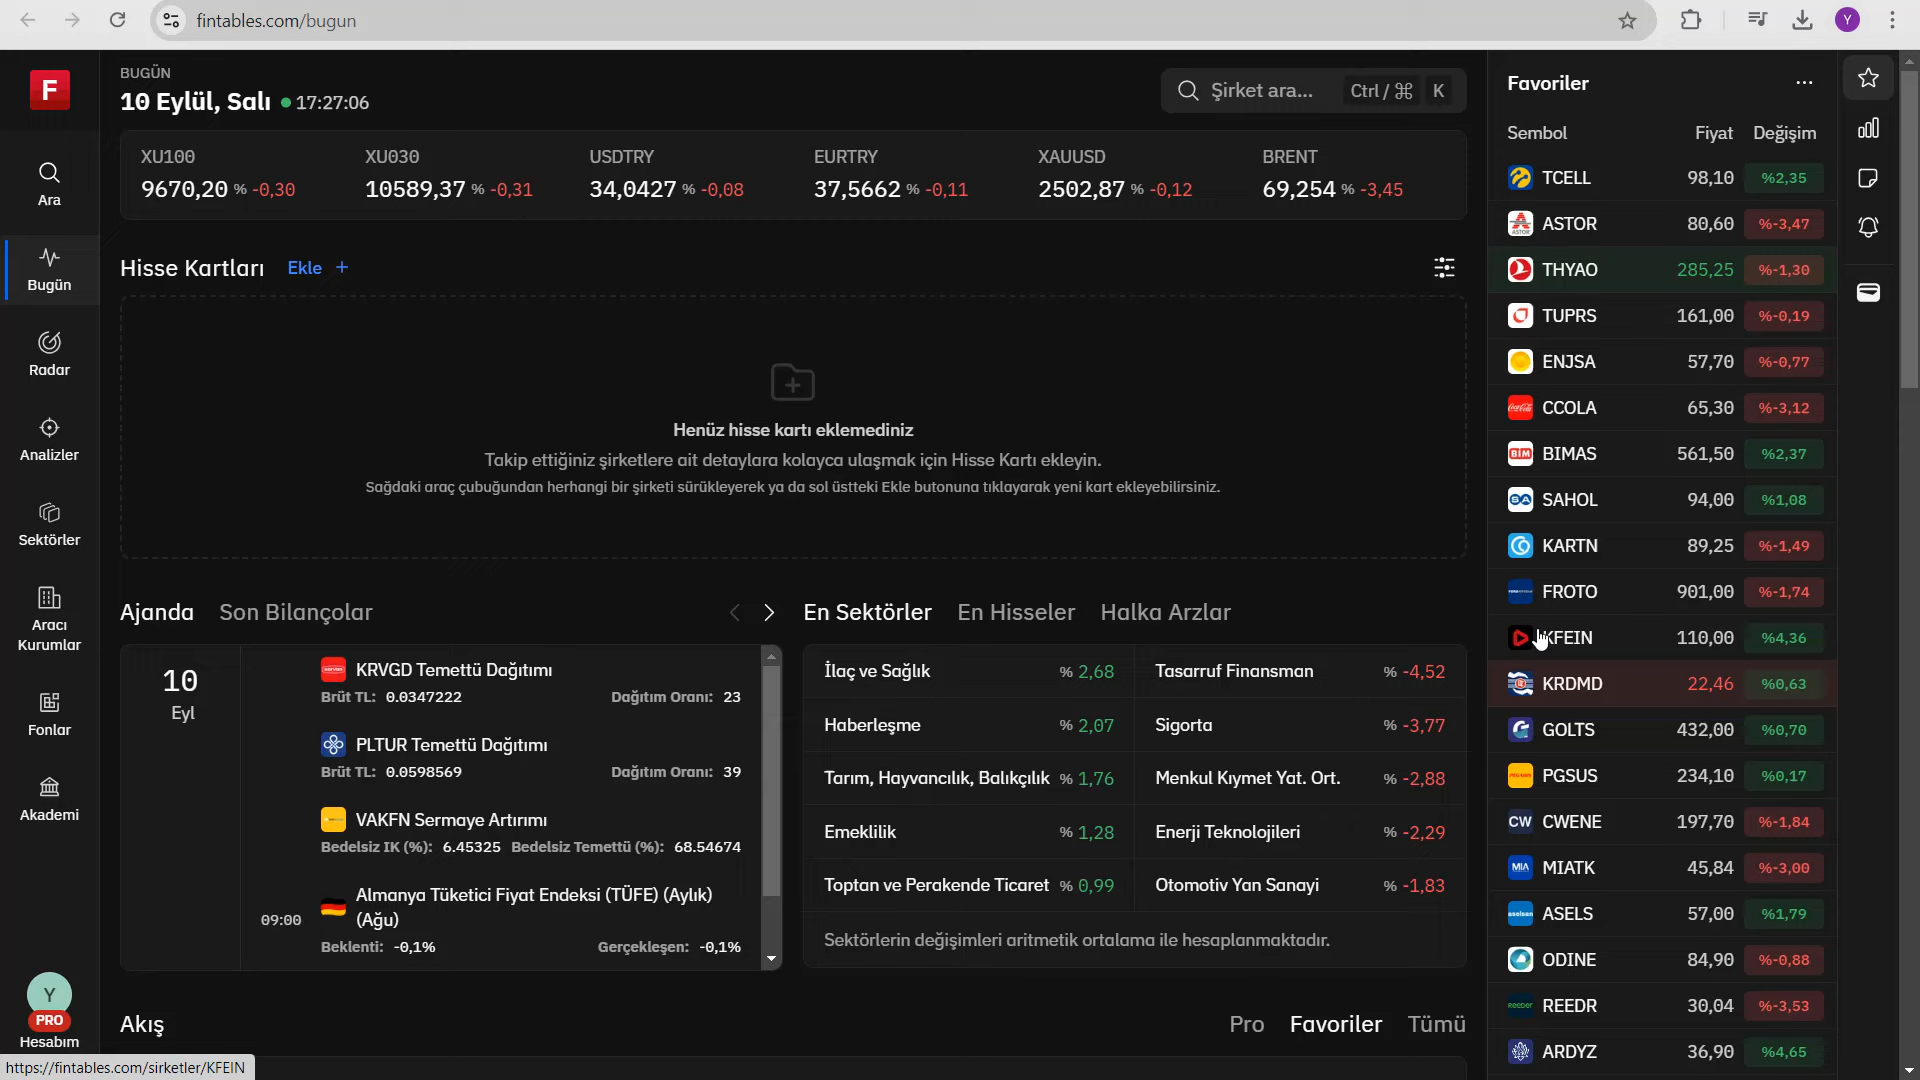 fintables.com/bugun
Y
F
Ara
Bugün
Radar
Analizler
Sektörler
Aracı
Kurumlar
Fonlar
Akademi
Y
PRO
Hesabım
BUGÜN
10 Eylül, Salı 17:27:06
Şirket ara... Ctrl / ⌘ K
XU100
9670,20 % -0,30
XU030
10589,37 % -0,31
USDTRY
34,0427 % -0,08
EURTRY
37,5662 % -0,11
XAUUSD
2502,87 % -0,12
BRENT
69,254 % -3,45
Hisse Kartları Ekle +
Henüz hisse kartı eklemediniz
Takip ettiğiniz şirketlere ait detaylara kolayca ulaşmak için Hisse Kartı ekleyin.
Sağdaki araç çubuğundan herhangi bir şirketi sürükleyerek ya da sol üstteki Ekle butonuna tıklayarak yeni kart ekleyebilirsiniz.
Ajanda Son Bilançolar
10
Eyl
KRVGD Temettü Dağıtımı
Brüt TL: 0.0347222 Dağıtım Oranı: 23
PLTUR Temettü Dağıtımı
Brüt TL: 0.0598569 Dağıtım Oranı: 39
VAKFN Sermaye Artırımı
Bedelsiz IK (%): 6.45325 Bedelsiz Temettü (%): 68.54674
09:00
Almanya Tüketici Fiyat Endeksi (TÜFE) (Aylık)
(Ağu)
Beklenti: -0,1% Gerçekleşen: -0,1%
En Sektörler En Hisseler Halka Arzlar
İlaç ve Sağlık % 2,68 Tasarruf Finansman % -4,52
Haberleşme % 2,07 Sigorta % -3,77
Tarım, Hayvancılık, Balıkçılık % 1,76 Menkul Kıymet Yat. Ort. % -2,88
Emeklilik % 1,28 Enerji Teknolojileri % -2,29
Toptan ve Perakende Ticaret % 0,99 Otomotiv Yan Sanayi % -1,83
Sektörlerin değişimleri aritmetik ortalama ile hesaplanmaktadır.
Akış Pro Favoriler Tümü
Favoriler
Sembol Fiyat Değişim
TCELL 98,10 %2,35
ASTOR 80,60 %-3,47
THYAO 285,25 %-1,30
TUPRS 161,00 %-0,19
ENJSA 57,70 %-0,77
CCOLA 65,30 %-3,12
BIM BIMAS 561,50 %2,37
SA SAHOL 94,00 %1,08
KARTN 89,25 %-1,49
FROTO 901,00 %-1,74
KFEIN 110,00 %4,36
KRDMD 22,46 %0,63
GOLTS 432,00 %0,70
PGSUS 234,10 %0,17
CW CWENE 197,70 %-1,84
MIA MIATK 45,84 %-3,00
aselsan ASELS 57,00 %1,79
ODINE 84,90 %-0,88
reeder REEDR 30,04 %-3,53
ARDYZ 36,90 %4,65
https://fintables.com/sirketler/KFEIN